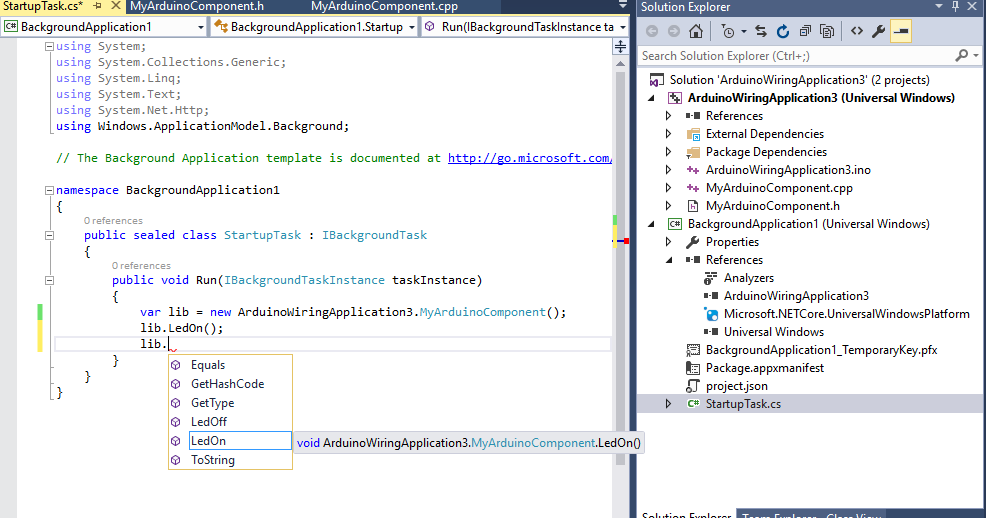 StartupTask.cs*
MyArduinoComponent.h
MyArduinoComponent.cpp
BackgroundApplication1
BackgroundApplication1.Startup
Run(IBackgroundTaskInstance ta
using System;
using System.Collections.Generic;
using System.Linq;
using System.Text;
using System.Net.Http;
using Windows.ApplicationModel.Background;
// The Background Application template is documented at http://go.microsoft.com/
namespace BackgroundApplication1
{
0 references
public sealed class StartupTask : IBackgroundTask
{
0 references
public void Run(IBackgroundTaskInstance taskInstance)
{
var lib = new ArduinoWiringApplication3.MyArduinoComponent();
lib.LedOn();
lib.
}
}
}
Equals
GetHashCode
GetType
LedOff
LedOn
ToString
void ArduinoWiringApplication3.MyArduinoComponent.LedOn()
Solution Explorer
Search Solution Explorer (Ctrl+;)
Solution 'ArduinoWiringApplication3' (2 projects)
ArduinoWiringApplication3 (Universal Windows)
References
External Dependencies
Package Dependencies
ArduinoWiringApplication3.ino
MyArduinoComponent.cpp
MyArduinoComponent.h
C# BackgroundApplication1 (Universal Windows)
Properties
References
Analyzers
ArduinoWiringApplication3
Microsoft.NETCore.UniversalWindowsPlatform
Universal Windows
BackgroundApplication1_TemporaryKey.pfx
Package.appxmanifest
project.json
C# StartupTask.cs
Solution Explorer
Team Explorer
Class View